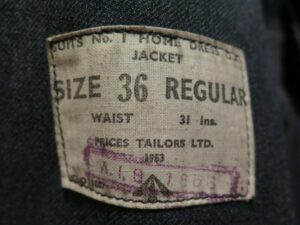 SUITS No. 1 HOME DRESS
JACKET
SIZE 36 REGULAR
WAIST 31 ins.
PRICES TAILORS LTD.
1953